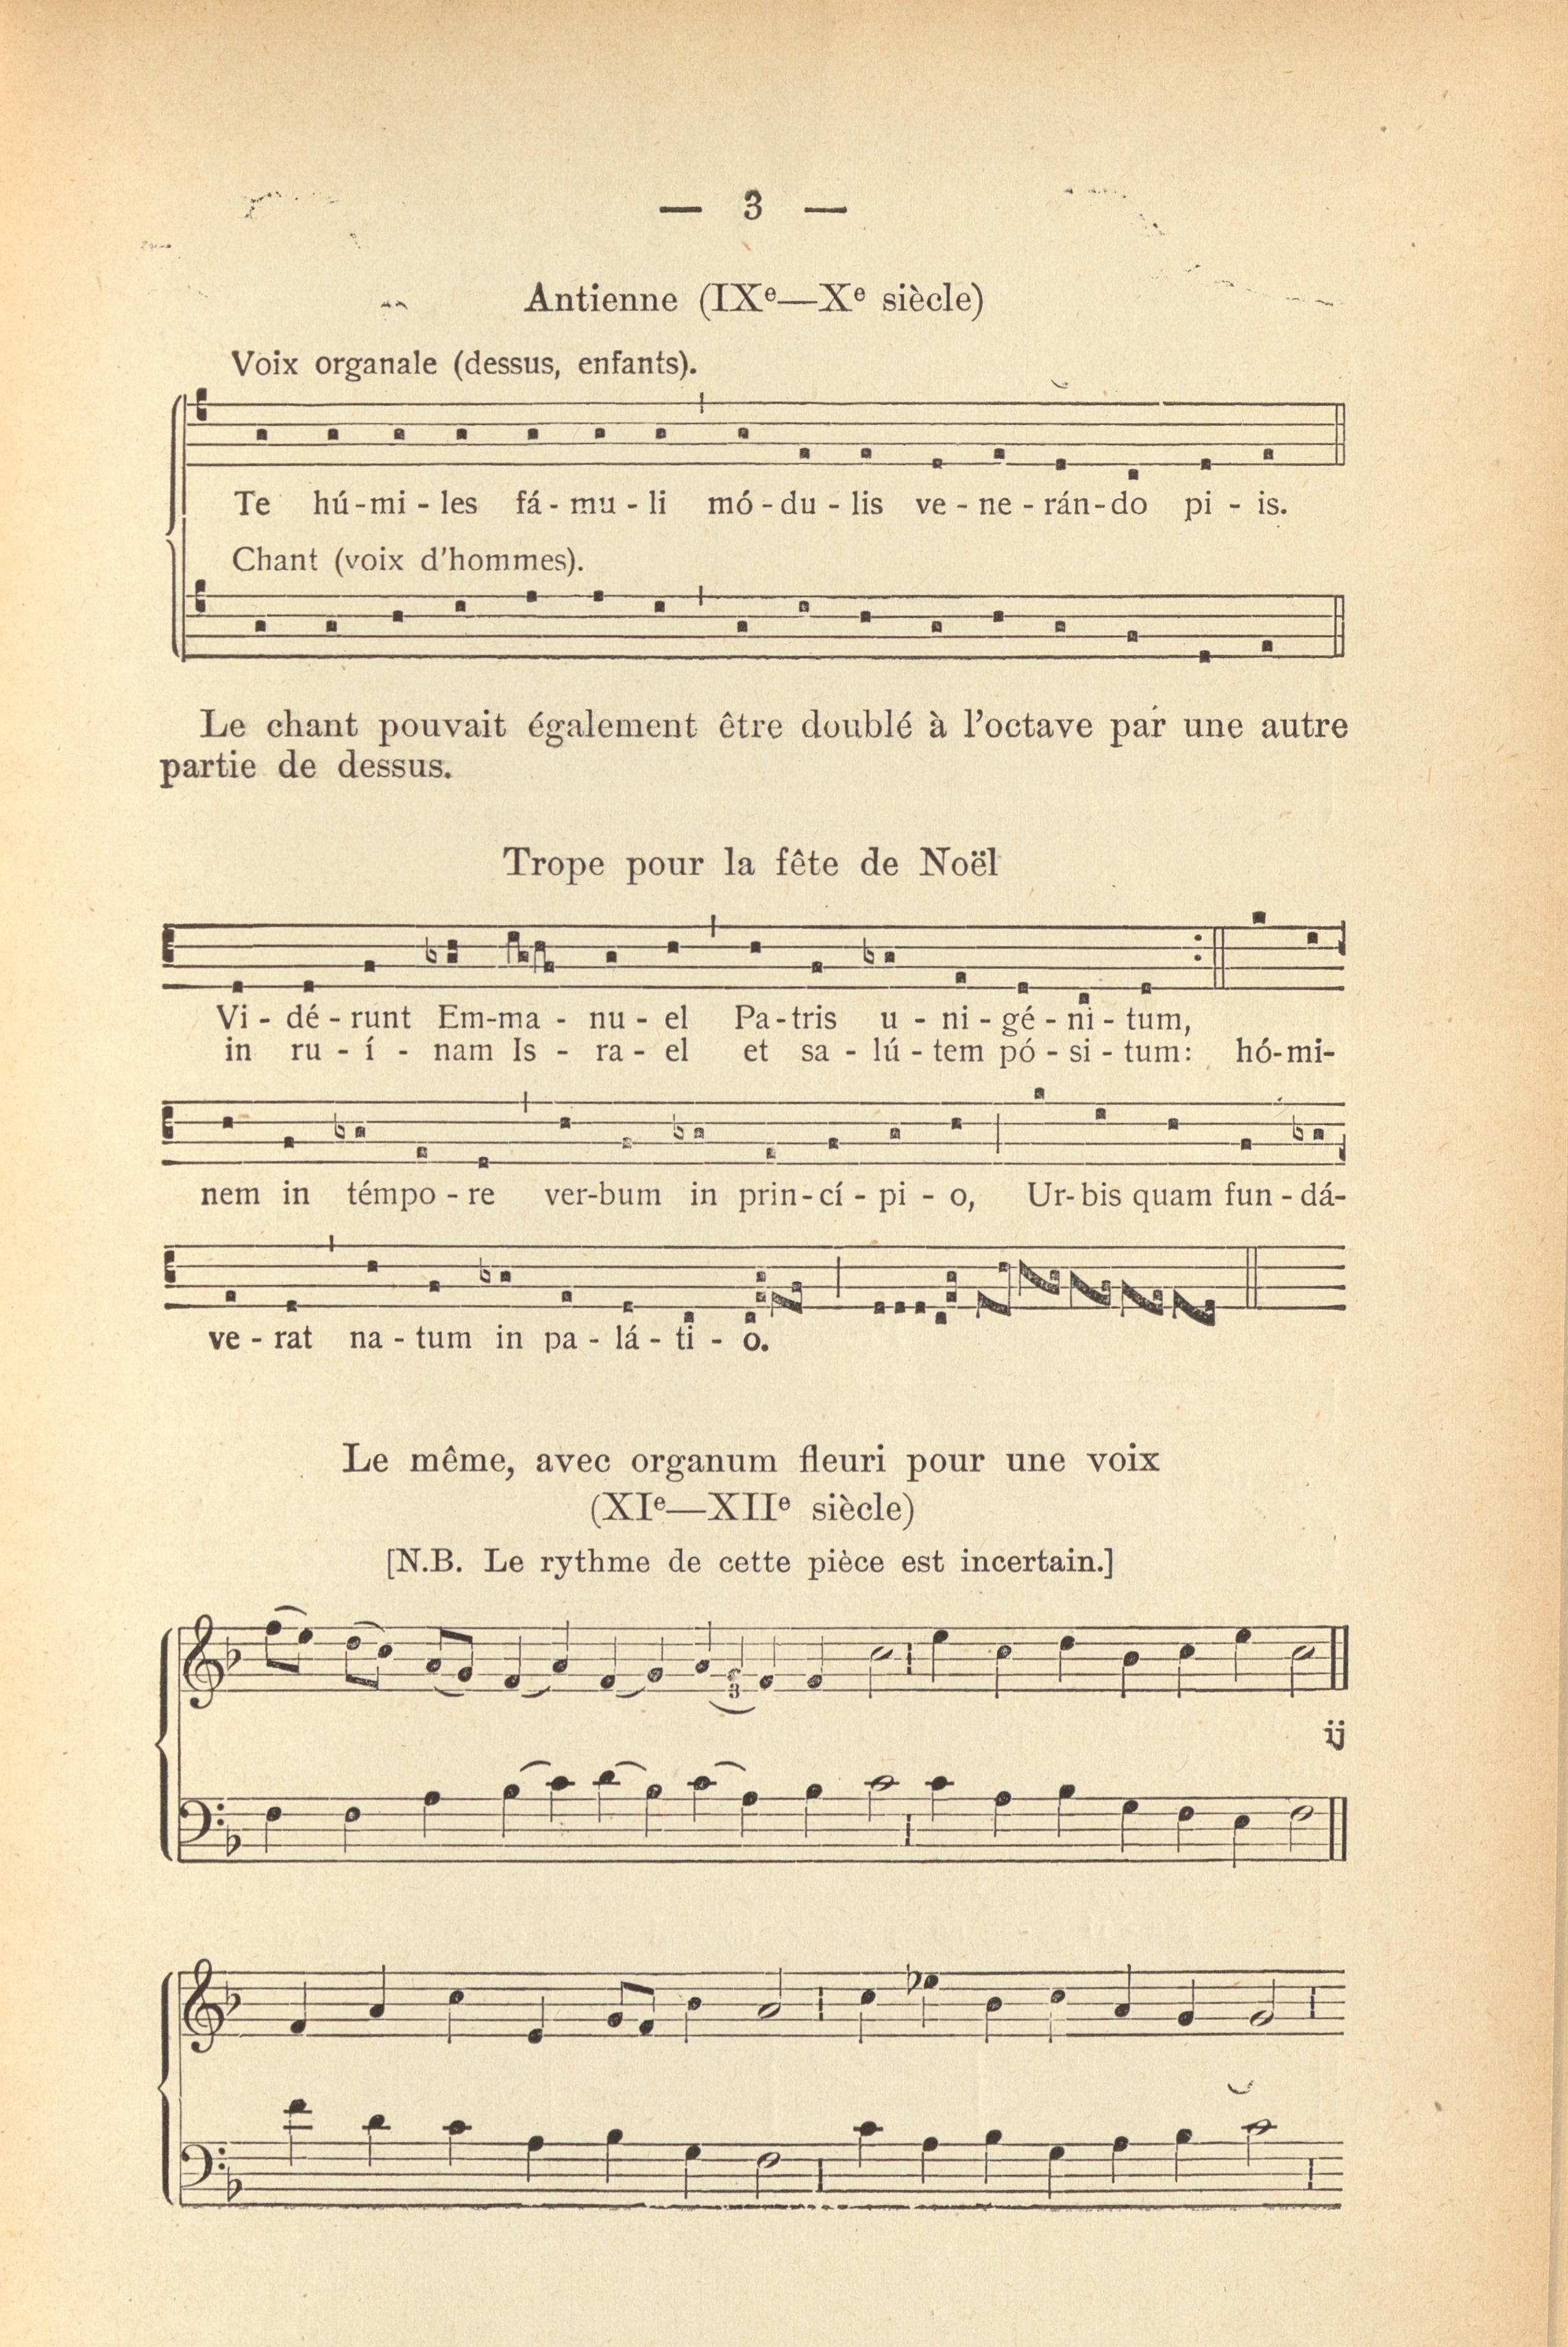 — 3 —
Antienne (IXᵉ—Xᵉ siècle)
Voix organale (dessus, enfants).
Te hú-mi-les fá-mu-li mó-du-lis ve-ne-rán-do pi-is.
Chant (voix d'hommes).
Le chant pouvait également être doublé à l'octave par une autre
partie de dessus.
Trope pour la fête de Noël
Vi-dé-runt Em-ma-nu-el Pa-tris u-ni-gé-ni-tum,
in ru-í-nam Is-ra-el et sa-lú-tem pó-si-tum: hó-mi-
nem in témpo-re ver-bum in prin-cí-pi-o, Ur-bis quam fun-dá-
ve-rat na-tum in pa-lá-ti-o.
Le même, avec organum fleuri pour une voix
(XIᵉ—XIIᵉ siècle)
[N.B. Le rythme de cette pièce est incertain.]
3
ij